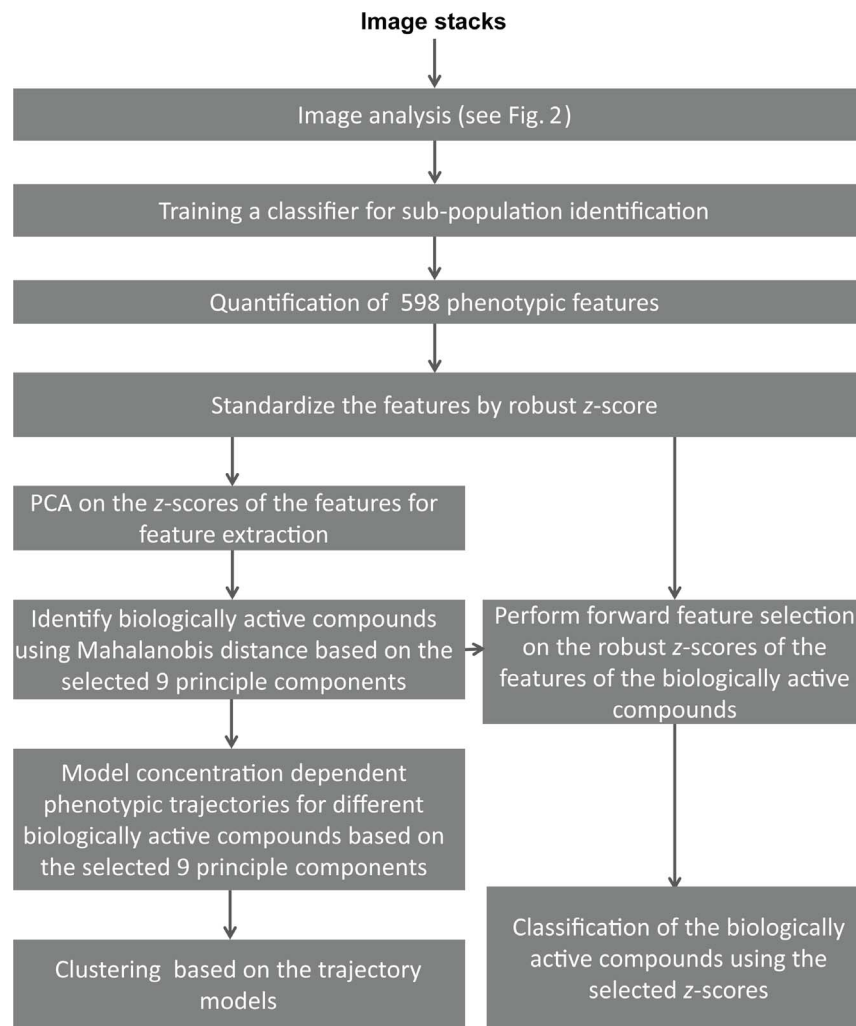 Image stacks
Image analysis (see Fig. 2)
Training a classifier for sub-population identification
Quantification of 598 phenotypic features
Standardize the features by robust z-score
PCA on the z-scores of the features for
feature extraction
Identify biologically active compounds
using Mahalanobis distance based on the
selected 9 principle components
Perform forward feature selection
on the robust z-scores of the
features of the biologically active
compounds
Model concentration dependent
phenotypic trajectories for different
biologically active compounds based on
the selected 9 principle components
Clustering based on the trajectory
models
Classification of the biologically
active compounds using the
selected z-scores